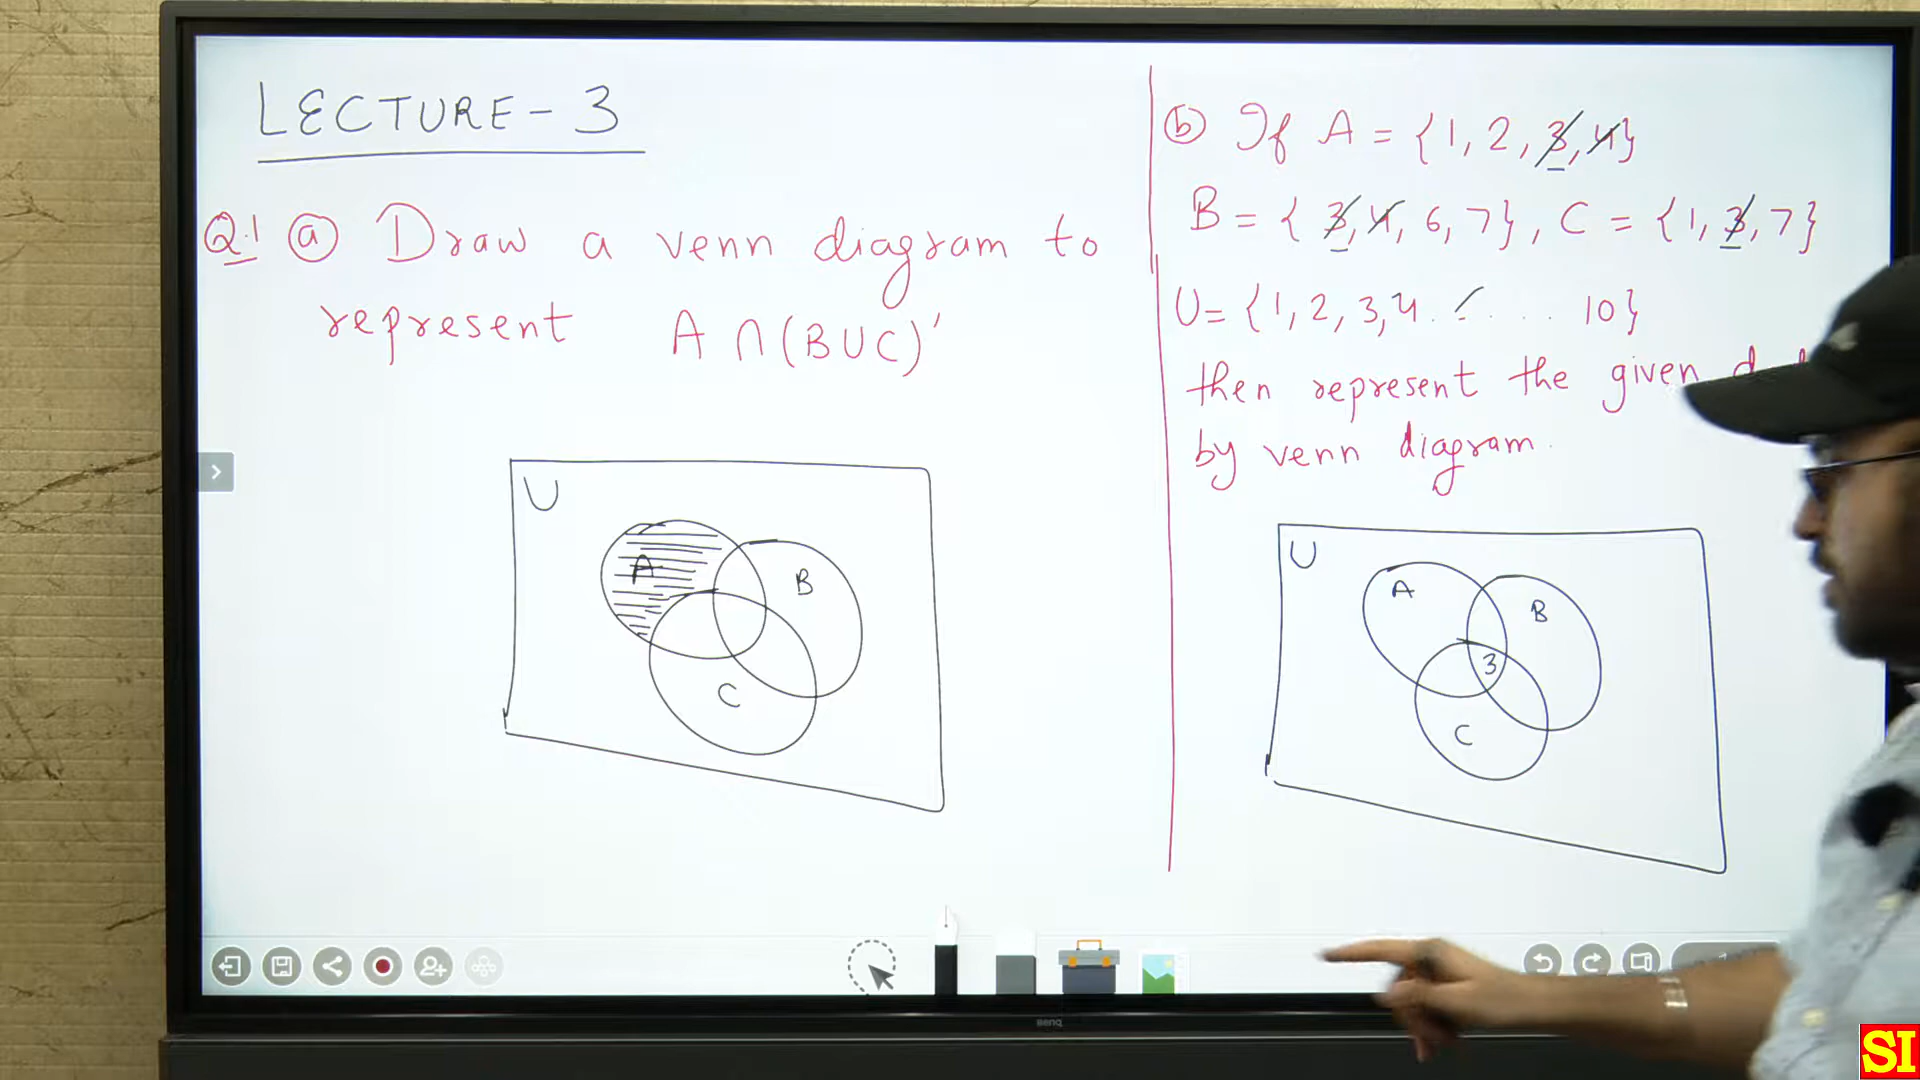 LECTURE - 3
Q.1 (a) Draw a venn diagram to
represent A ∩ (B ∪ C)'
U
A
B
C
(b) If A = {1, 2, 3, 4}
B = {3, 4, 6, 7}, C = {1, 3, 7}
U = {1, 2, 3, 4 . . . . . 10}
then represent the given
by venn diagram.
U
A
B
3
C
BenQ
SI